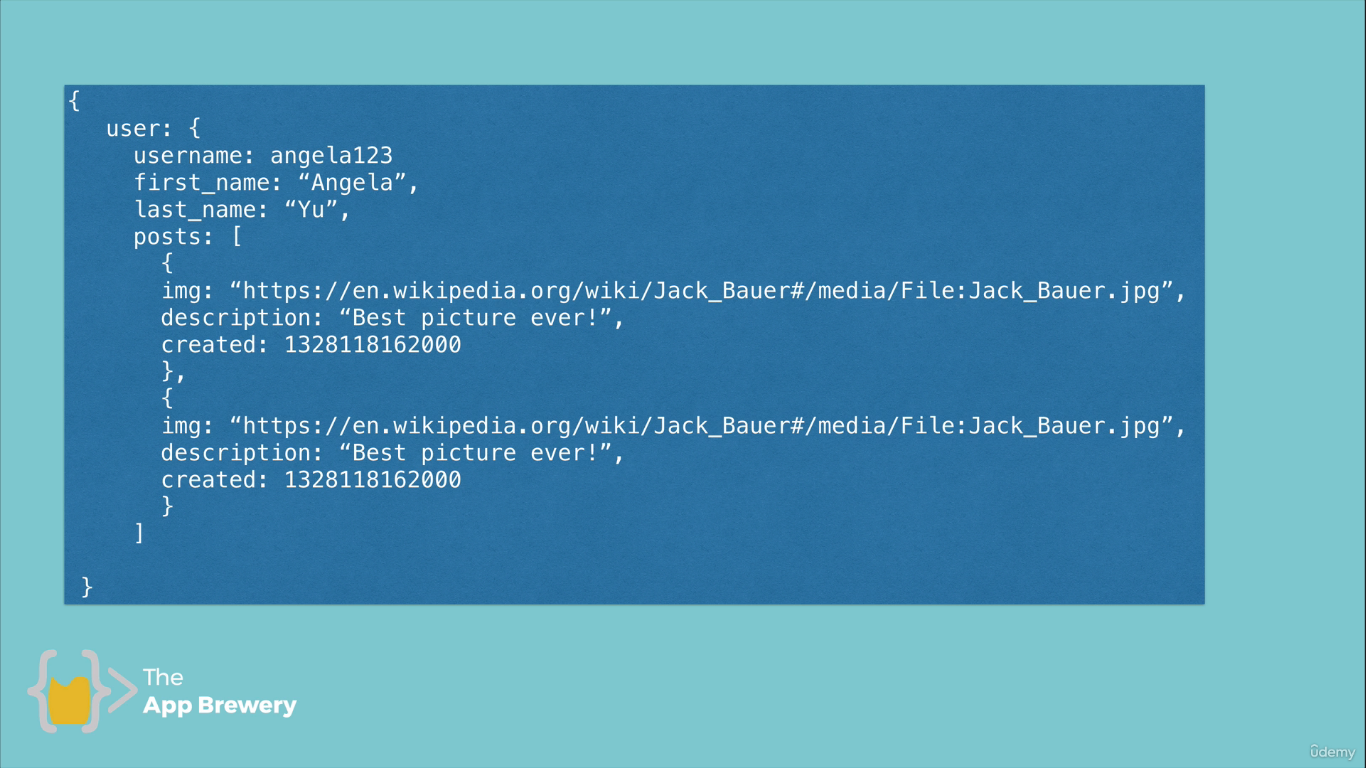 {
user: {
username: angela123
first_name: “Angela”,
last_name: “Yu”,
posts: [
{
img: “https://en.wikipedia.org/wiki/Jack_Bauer#/media/File:Jack_Bauer.jpg”,
description: “Best picture ever!”,
created: 1328118162000
},
{
img: “https://en.wikipedia.org/wiki/Jack_Bauer#/media/File:Jack_Bauer.jpg”,
description: “Best picture ever!”,
created: 1328118162000
}
]
}
The
App Brewery
ûdemy